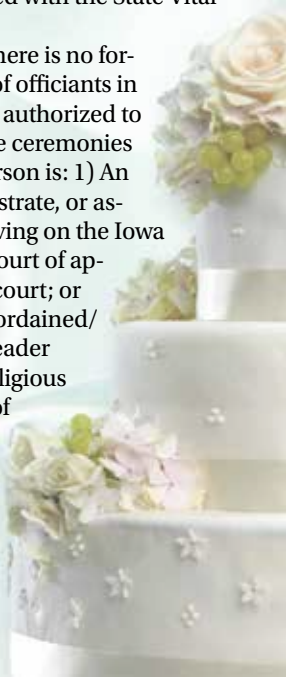 ed with the State Vital
here is no for-
of officiants in
authorized to
e ceremonies
rson is: 1) An
strate, or as-
ving on the Iowa
ourt of ap-
court; or
ordained/
eader
ligious
of